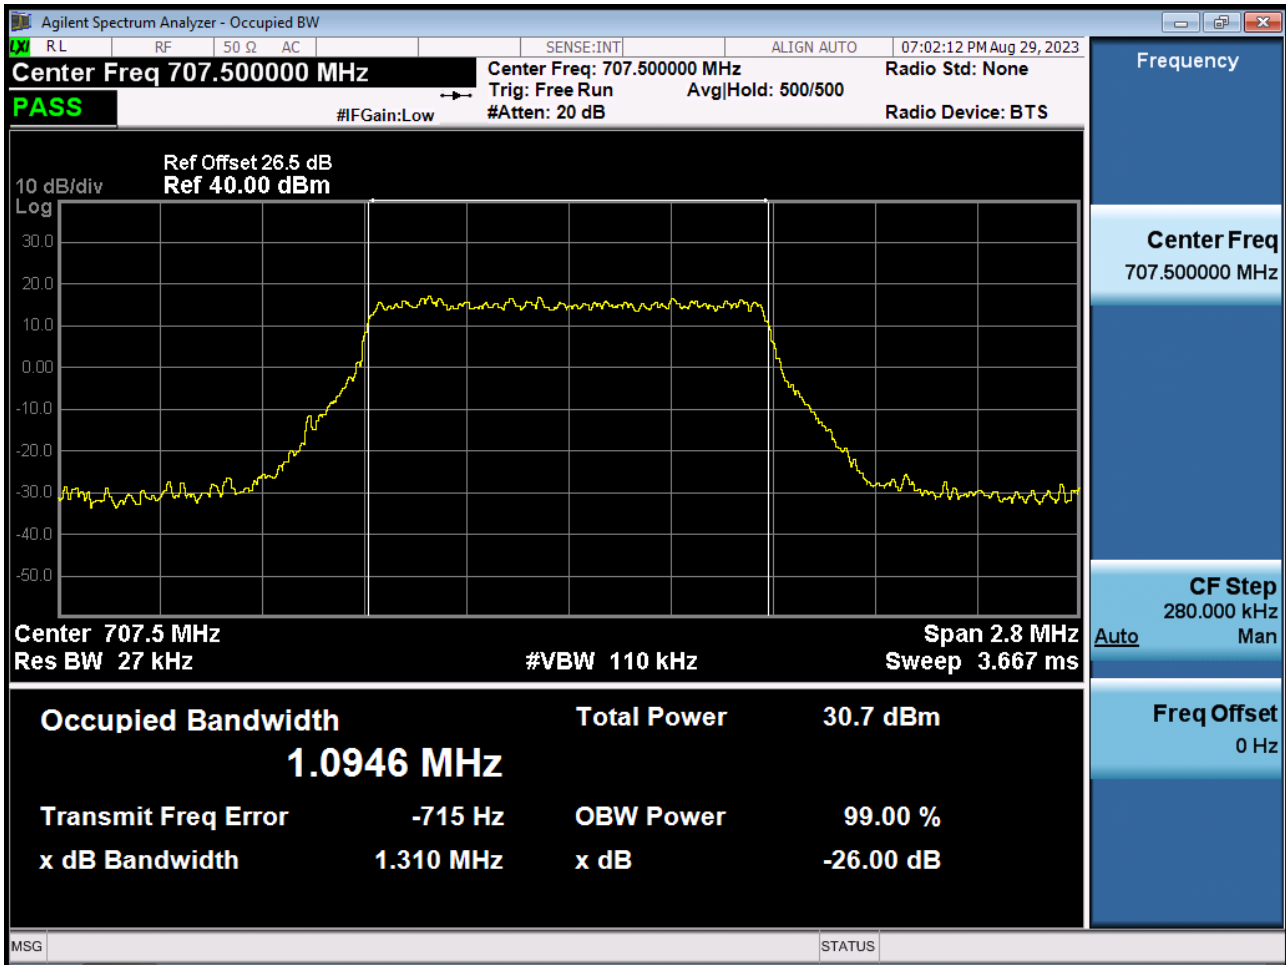 Agilent Spectrum Analyzer - Occupied BW
LXI RL RF 50 Ω AC SENSE:INT ALIGN AUTO 07:02:12 PM Aug 29, 2023
Center Freq 707.500000 MHz
Center Freq: 707.500000 MHz Radio Std: None
Trig: Free Run Avg|Hold: 500/500
PASS
#IFGain:Low #Atten: 20 dB Radio Device: BTS
Frequency
Ref Offset 26.5 dB
10 dB/div Ref 40.00 dBm
Log
30.0
20.0
10.0
0.00
-10.0
-20.0
-30.0
-40.0
-50.0
Center 707.5 MHz Span 2.8 MHz
Res BW 27 kHz #VBW 110 kHz Sweep 3.667 ms
Occupied Bandwidth Total Power 30.7 dBm
1.0946 MHz
Transmit Freq Error -715 Hz OBW Power 99.00 %
x dB Bandwidth 1.310 MHz x dB -26.00 dB
Center Freq
707.500000 MHz
CF Step
280.000 kHz
Auto Man
Freq Offset
0 Hz
MSG STATUS